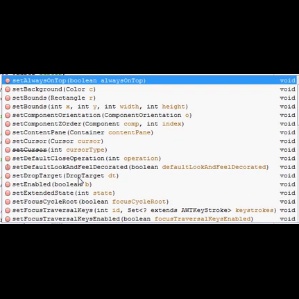 setAlwaysOnTop(boolean alwaysOnTop) void
setBackground(Color c) void
setBounds(Rectangle r) void
setBounds(int x, int y, int width, int height) void
setComponentOrientation(ComponentOrientation o) void
setComponentZOrder(Component comp, int index) void
setContentPane(Container contentPane) void
setCursor(Cursor cursor) void
setCursor(int cursorType) void
setDefaultCloseOperation(int operation) void
setDefaultLookAndFeelDecorated(boolean defaultLookAndFeelDecorated) void
setDropTarget(DropTarget dt) void
setEnabled(boolean b) void
setExtendedState(int state) void
setFocusCycleRoot(boolean focusCycleRoot) void
setFocusTraversalKeys(int id, Set<? extends AWTKeyStroke> keystrokes) void
setFocusTraversalKeysEnabled(boolean focusTraversalKeysEnabled) void